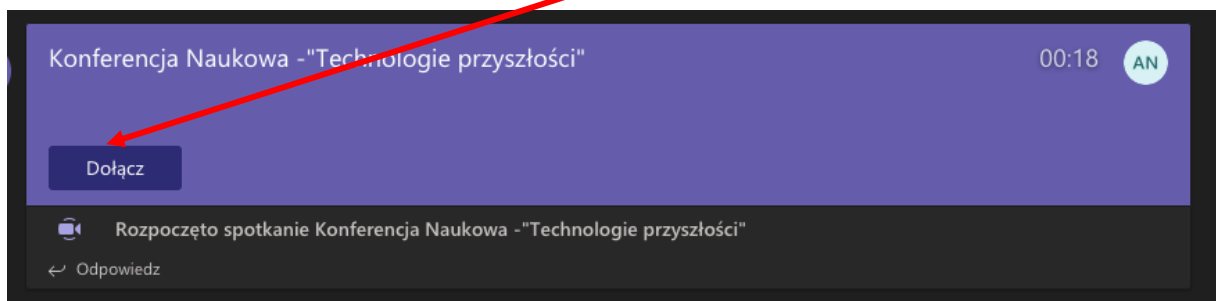 Konferencja Naukowa -"Technologie przyszłości"
00:18
AN
Dołącz
Rozpoczęto spotkanie Konferencja Naukowa -"Technologie przyszłości"
Odpowiedz